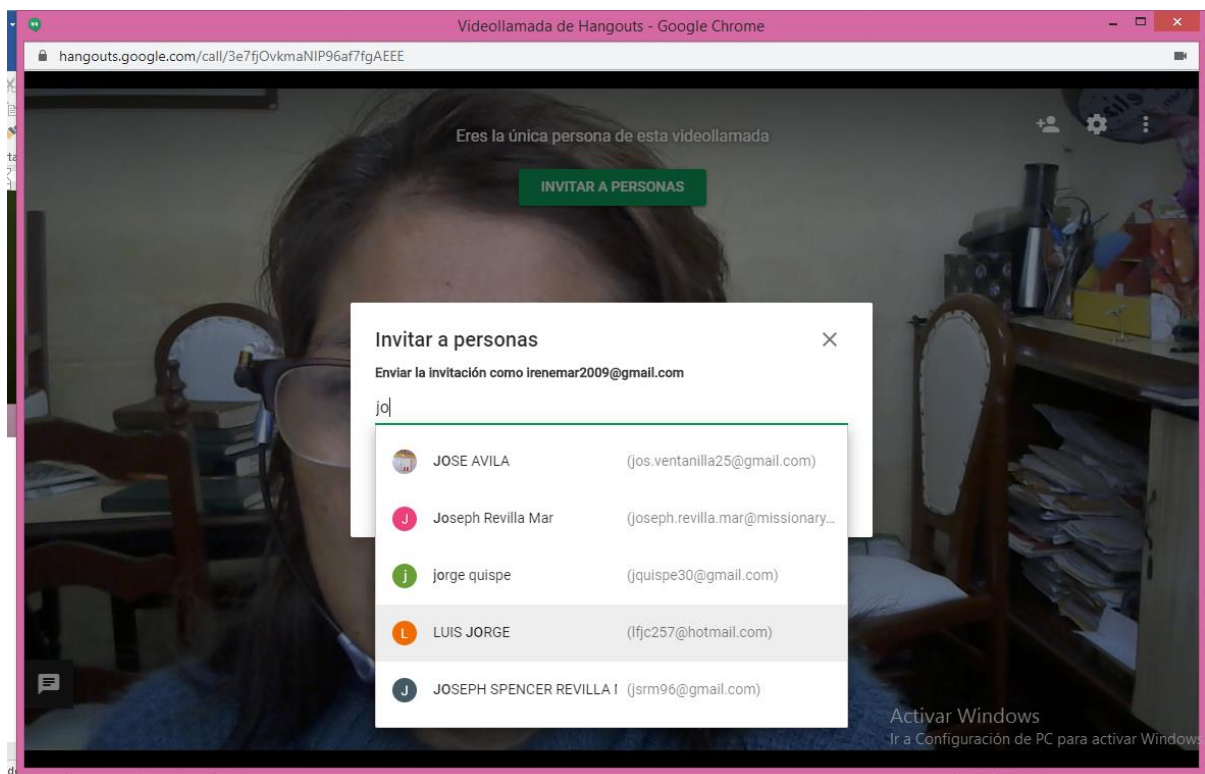 Videollamada de Hangouts - Google Chrome
hangouts.google.com/call/3e7fjOvkmaNIP96af7fgAEEE
Eres la única persona de esta videollamada
INVITAR A PERSONAS
Invitar a personas
Enviar la invitación como irenemar2009@gmail.com
jo
JOSE AVILA (jos.ventanilla25@gmail.com)
J Joseph Revilla Mar (joseph.revilla.mar@missionary...
j jorge quispe (jquispe30@gmail.com)
L LUIS JORGE (lfjc257@hotmail.com)
J JOSEPH SPENCER REVILLA (jsrm96@gmail.com)
Activar Windows
Ir a Configuración de PC para activar Windows